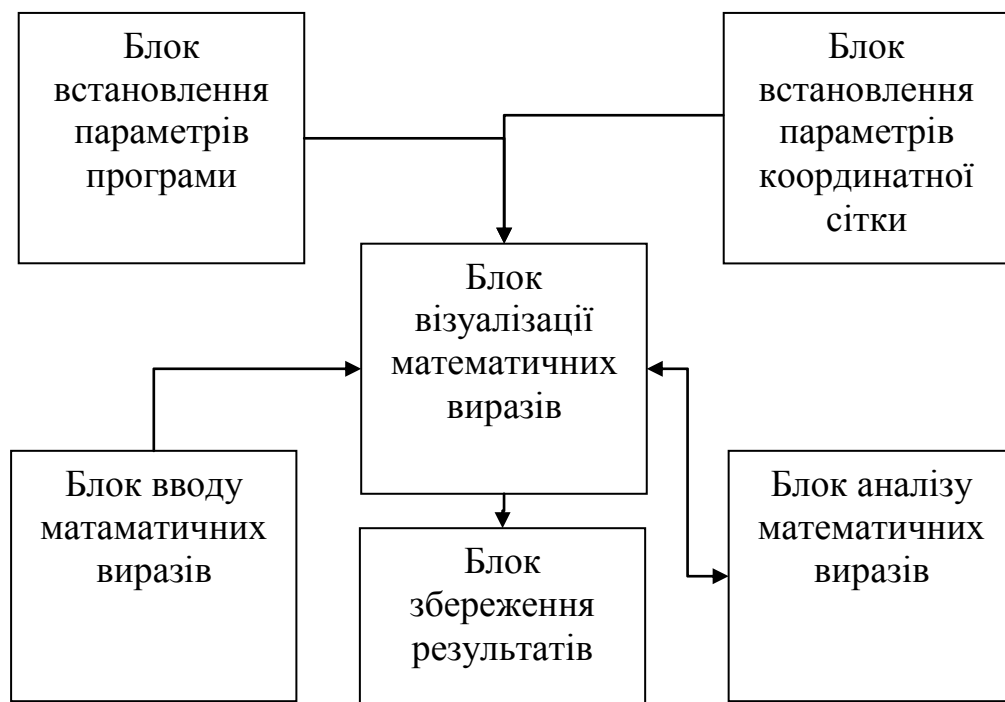 Блок
встановлення
параметрів
програми
Блок
встановлення
параметрів
координатної
сітки
Блок
візуалізації
математичних
виразів
Блок вводу
матаматичних
виразів
Блок
збереження
результатів
Блок аналізу
математичних
виразів